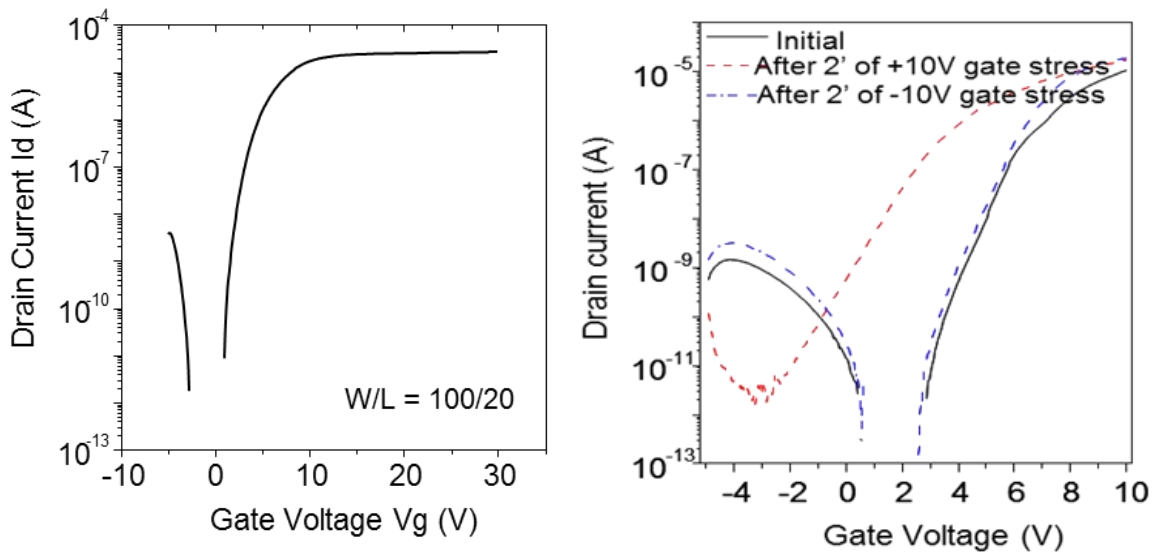 Drain Current Id (A)
10-4
10-7
10-10
10-13
W/L = 100/20
-10 0 10 20 30
Gate Voltage Vg (V)
Drain current (A)
Initial
After 2' of +10V gate stress
After 2' of -10V gate stress
10-5
10-7
10-9
10-11
10-13
-4 -2 0 2 4 6 8 10
Gate Voltage (V)